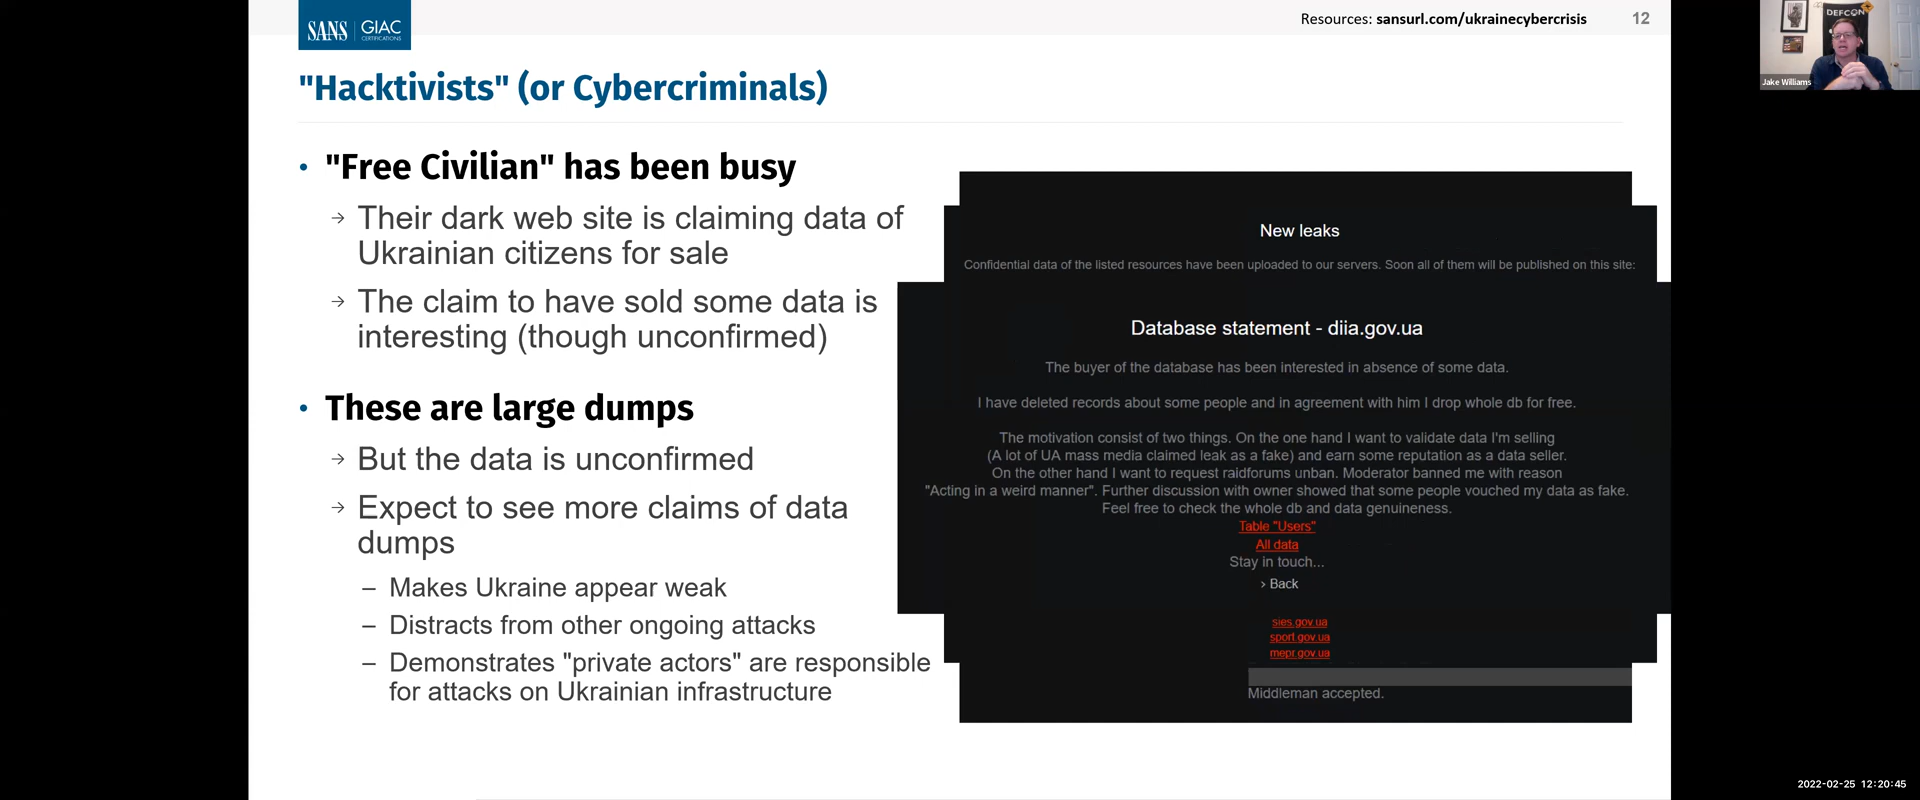 SANS | GIAC
CERTIFICATIONS
Resources: sansurl.com/ukrainecybercrisis
12
DEFCON
Jake Williams
"Hacktivists" (or Cybercriminals)
• "Free Civilian" has been busy
→ Their dark web site is claiming data of
Ukrainian citizens for sale
→ The claim to have sold some data is
interesting (though unconfirmed)
• These are large dumps
→ But the data is unconfirmed
→ Expect to see more claims of data
dumps
– Makes Ukraine appear weak
– Distracts from other ongoing attacks
– Demonstrates "private actors" are responsible
for attacks on Ukrainian infrastructure
New leaks
Confidential data of the listed resources have been uploaded to our servers. Soon all of them will be published on this site:
Database statement - diia.gov.ua
The buyer of the database has been interested in absence of some data.
I have deleted records about some people and in agreement with him I drop whole db for free.
The motivation consist of two things. On the one hand I want to validate data I'm selling
(A lot of UA mass media claimed leak as a fake) and earn some reputation as a data seller.
On the other hand I want to request raidforums unban. Moderator banned me with reason
"Acting in a weird manner". Further discussion with owner showed that some people vouched my data as fake.
Feel free to check the whole db and data genuineness.
Table "Users"
All data
Stay in touch...
› Back
sies.gov.ua
sport.gov.ua
mepr.gov.ua
Middleman accepted.
2022-02-25 12:20:45